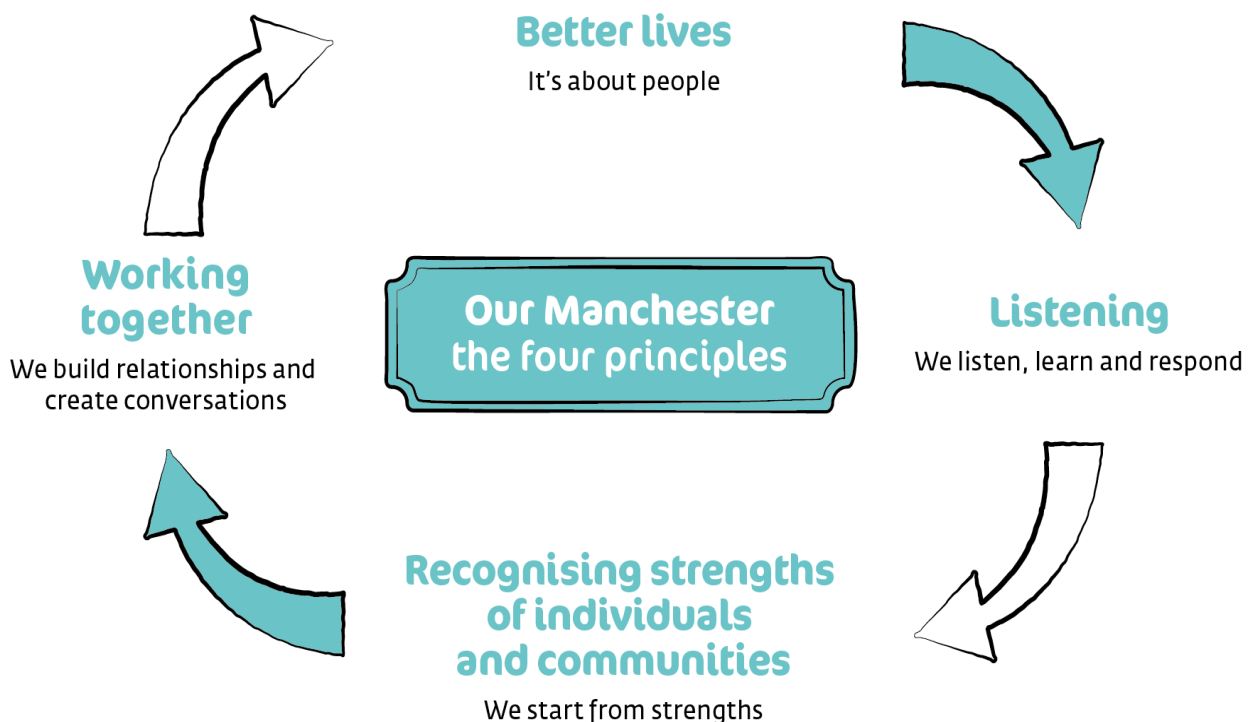 Better lives
It's about people
Working
together
We build relationships and
create conversations
Our Manchester
the four principles
Listening
We listen, learn and respond
Recognising strengths
of individuals
and communities
We start from strengths